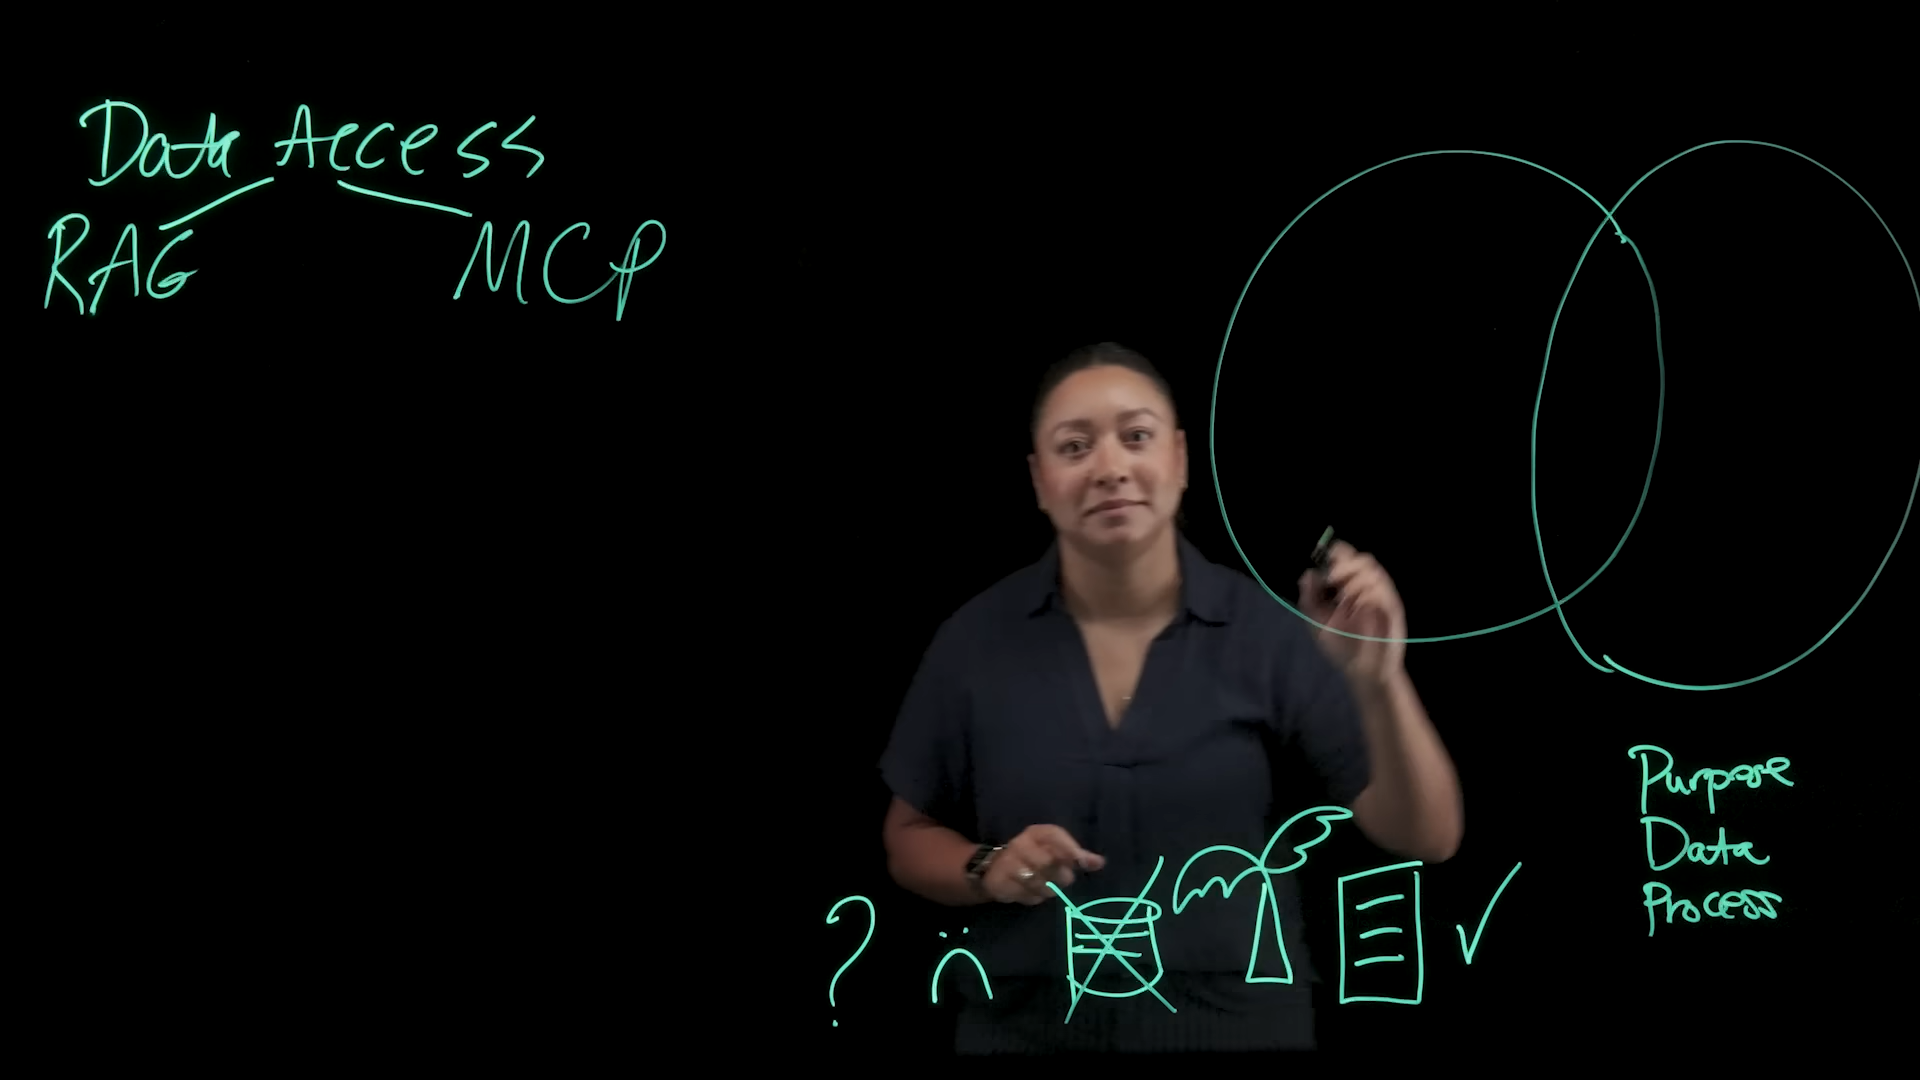 Data Access
RAG MCP
Purpose
Data
Process
?